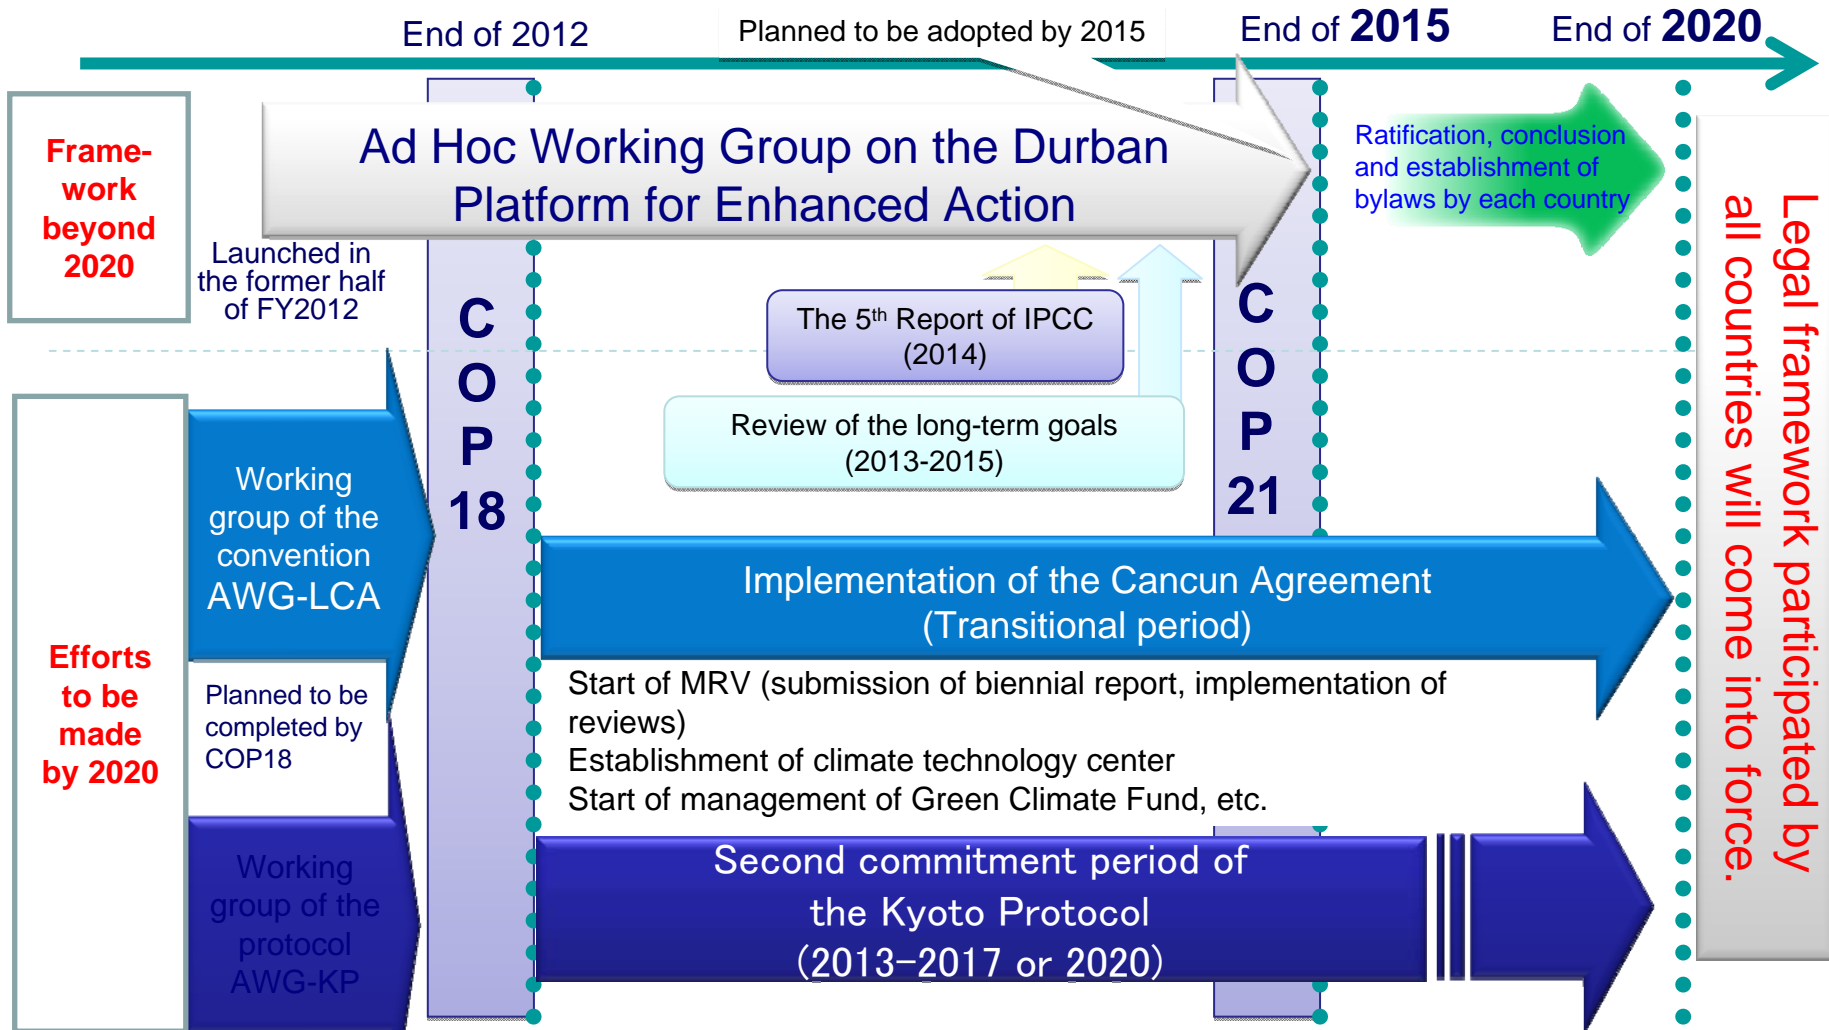 End of 2012
Planned to be adopted by 2015
End of 2015
End of 2020
Frame-
work
beyond
2020
Ad Hoc Working Group on the Durban
Platform for Enhanced Action
Ratification, conclusion
and establishment of
bylaws by each country
Launched in
the former half
of FY2012
C
O
P
18
The 5th Report of IPCC
(2014)
Review of the long-term goals
(2013-2015)
C
O
P
21
Legal framework participated by
all countries will come into force.
Efforts
to be
made
by 2020
Working
group of the
convention
AWG-LCA
Implementation of the Cancun Agreement
(Transitional period)
Planned to be
completed by
COP18
Start of MRV (submission of biennial report, implementation of
reviews)
Establishment of climate technology center
Start of management of Green Climate Fund, etc.
Working
group of the
protocol
AWG-KP
Second commitment period of
the Kyoto Protocol
(2013-2017 or 2020)